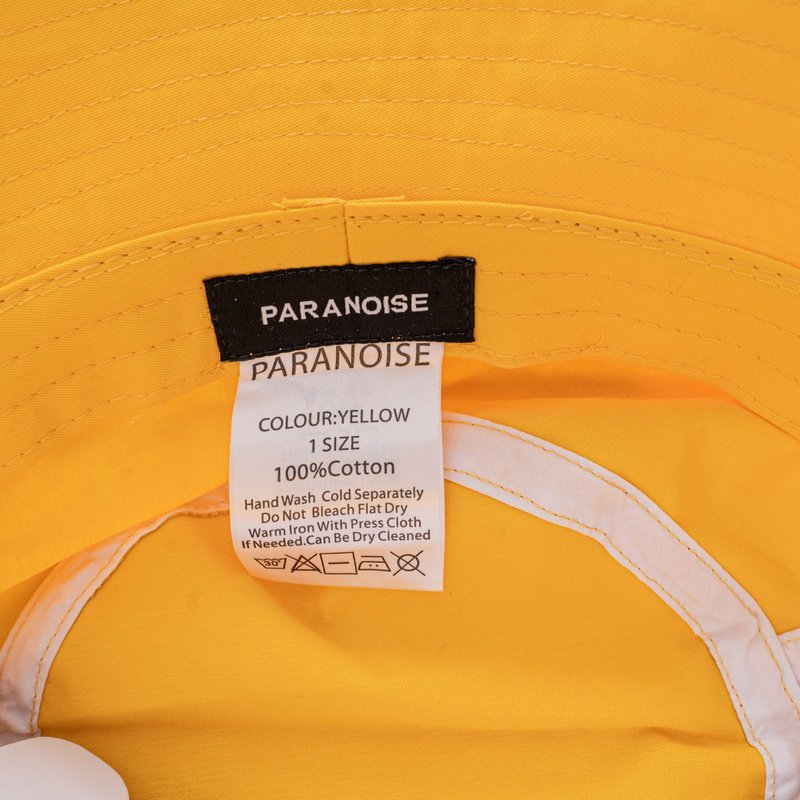 PARANOISE
PARANOISE
COLOUR:YELLOW
1 SIZE
100%Cotton
Hand Wash Cold Separately
Do Not Bleach Flat Dry
Warm Iron With Press Cloth
If Needed.Can Be Dry Cleaned
30°